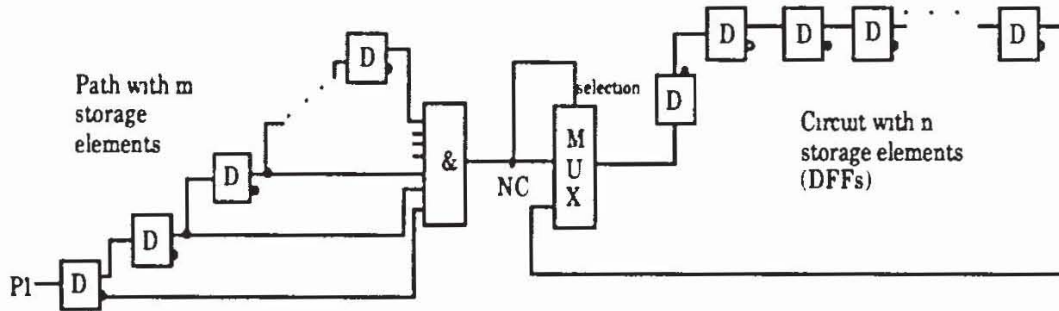 D D D D
D
selection
Path with m
storage
elements
D
Circuit with n
storage elements
(DFFs)
M
U
X
&
NC
D
D
P1
D